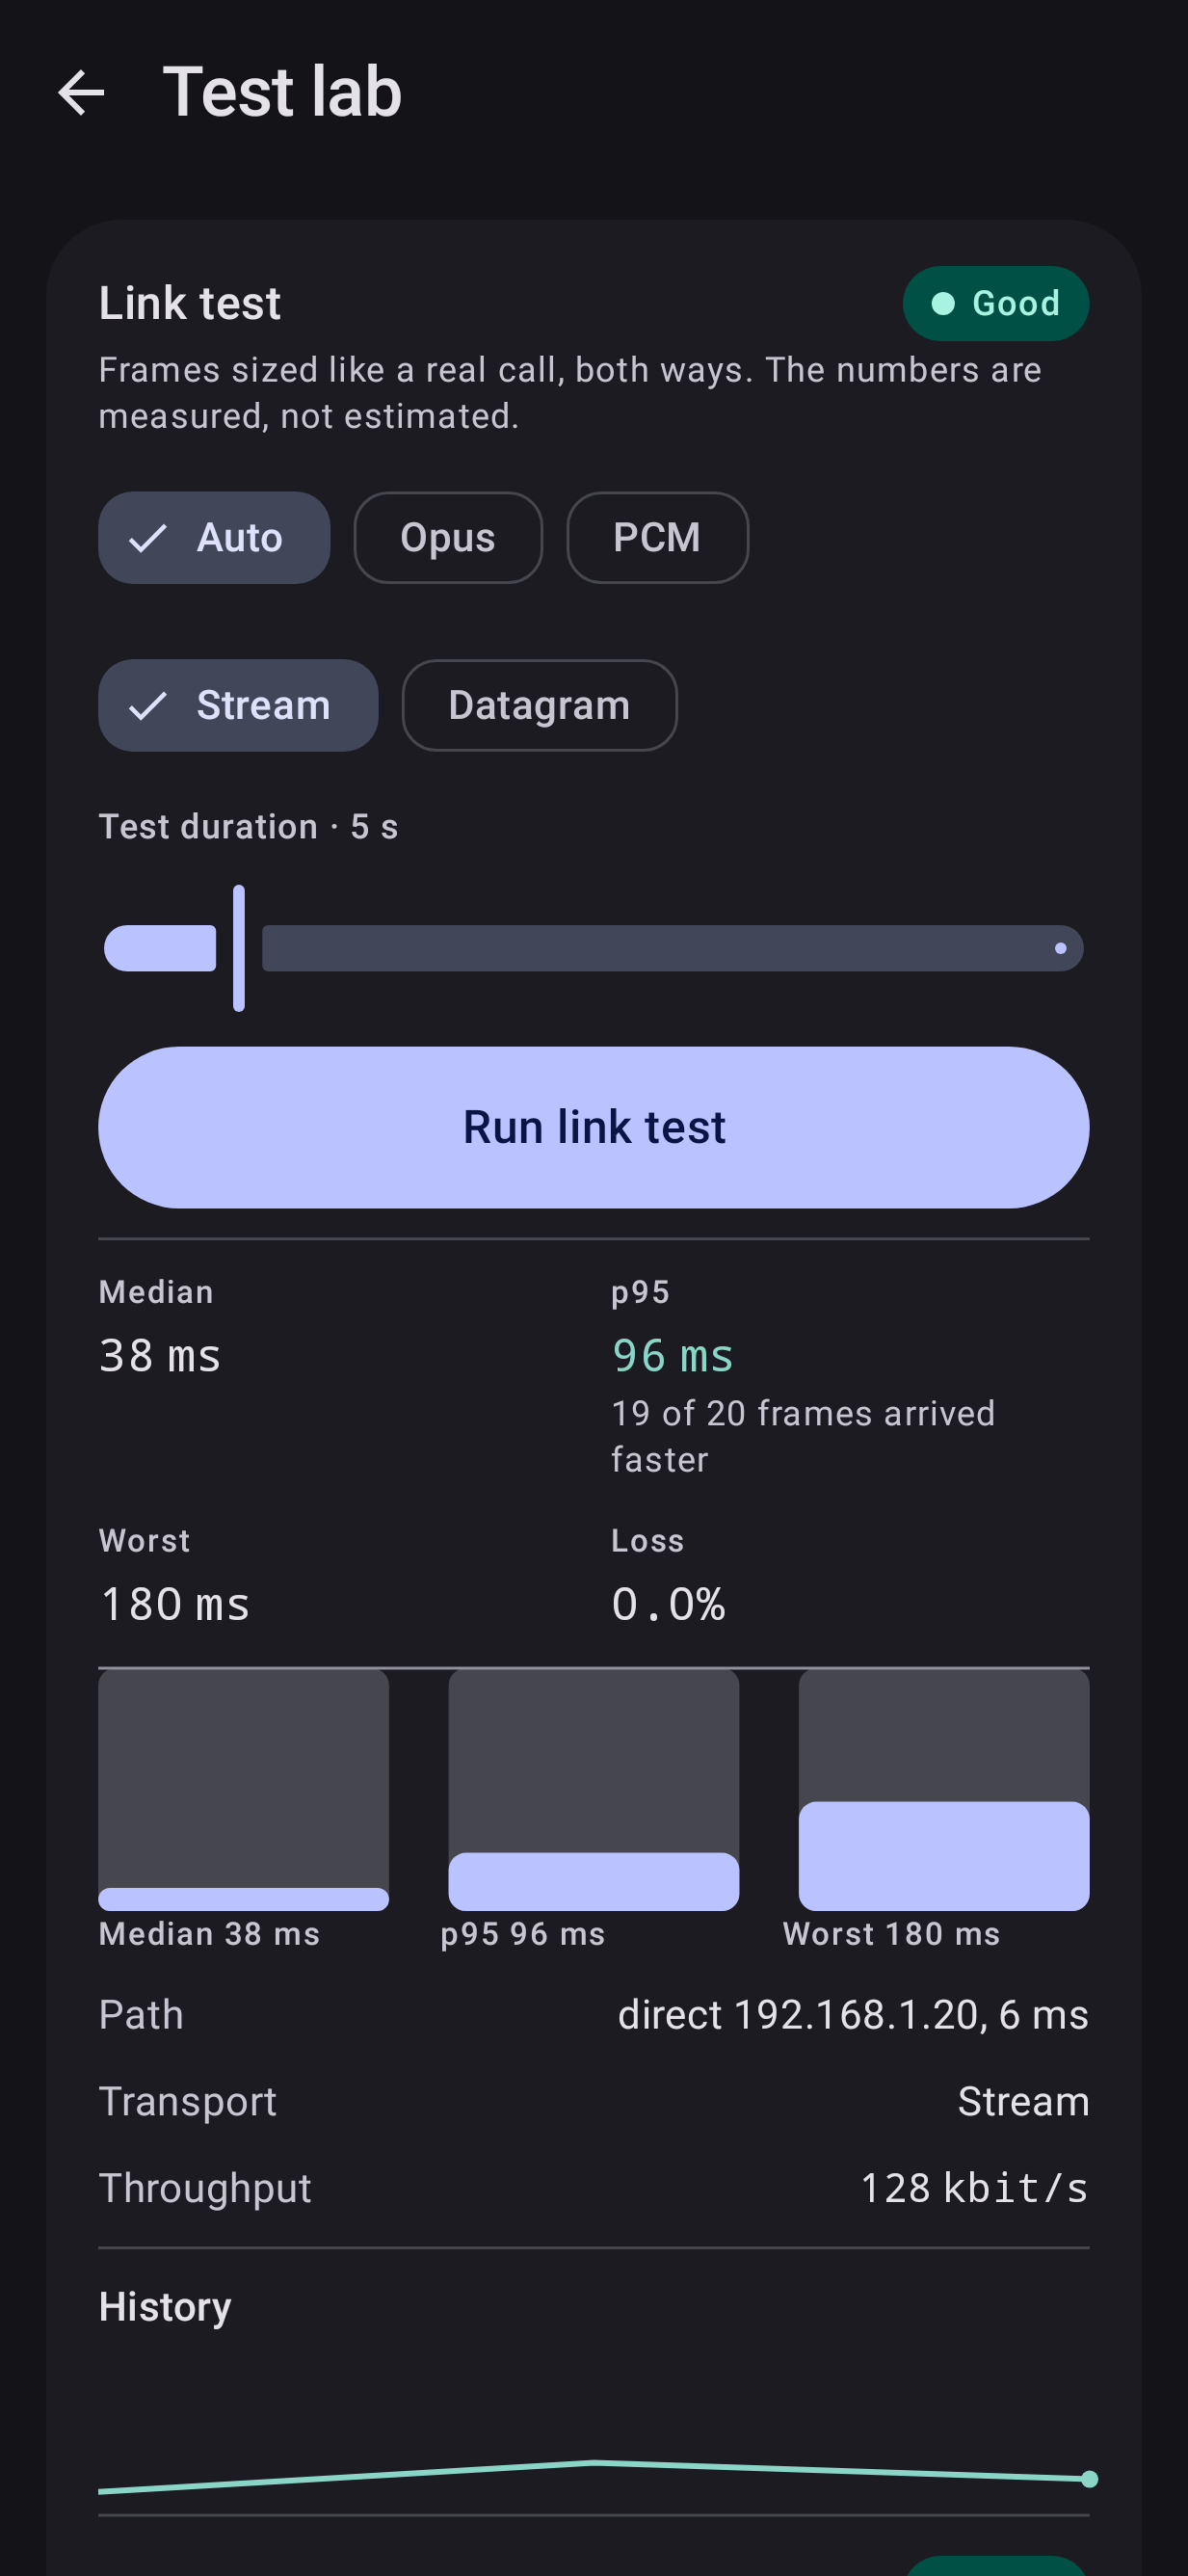 Test lab
Link test
Good
Frames sized like a real call, both ways. The numbers are
measured, not estimated.
Auto
Opus
PCM
Stream
Datagram
Test duration · 5 s
Run link test
Median
p95
38 ms
96 ms
19 of 20 frames arrived
faster
Worst
Loss
180 ms
0.0%
Median 38 ms
p95 96 ms
Worst 180 ms
Path
direct 192.168.1.20, 6 ms
Transport
Stream
Throughput
128 kbit/s
History